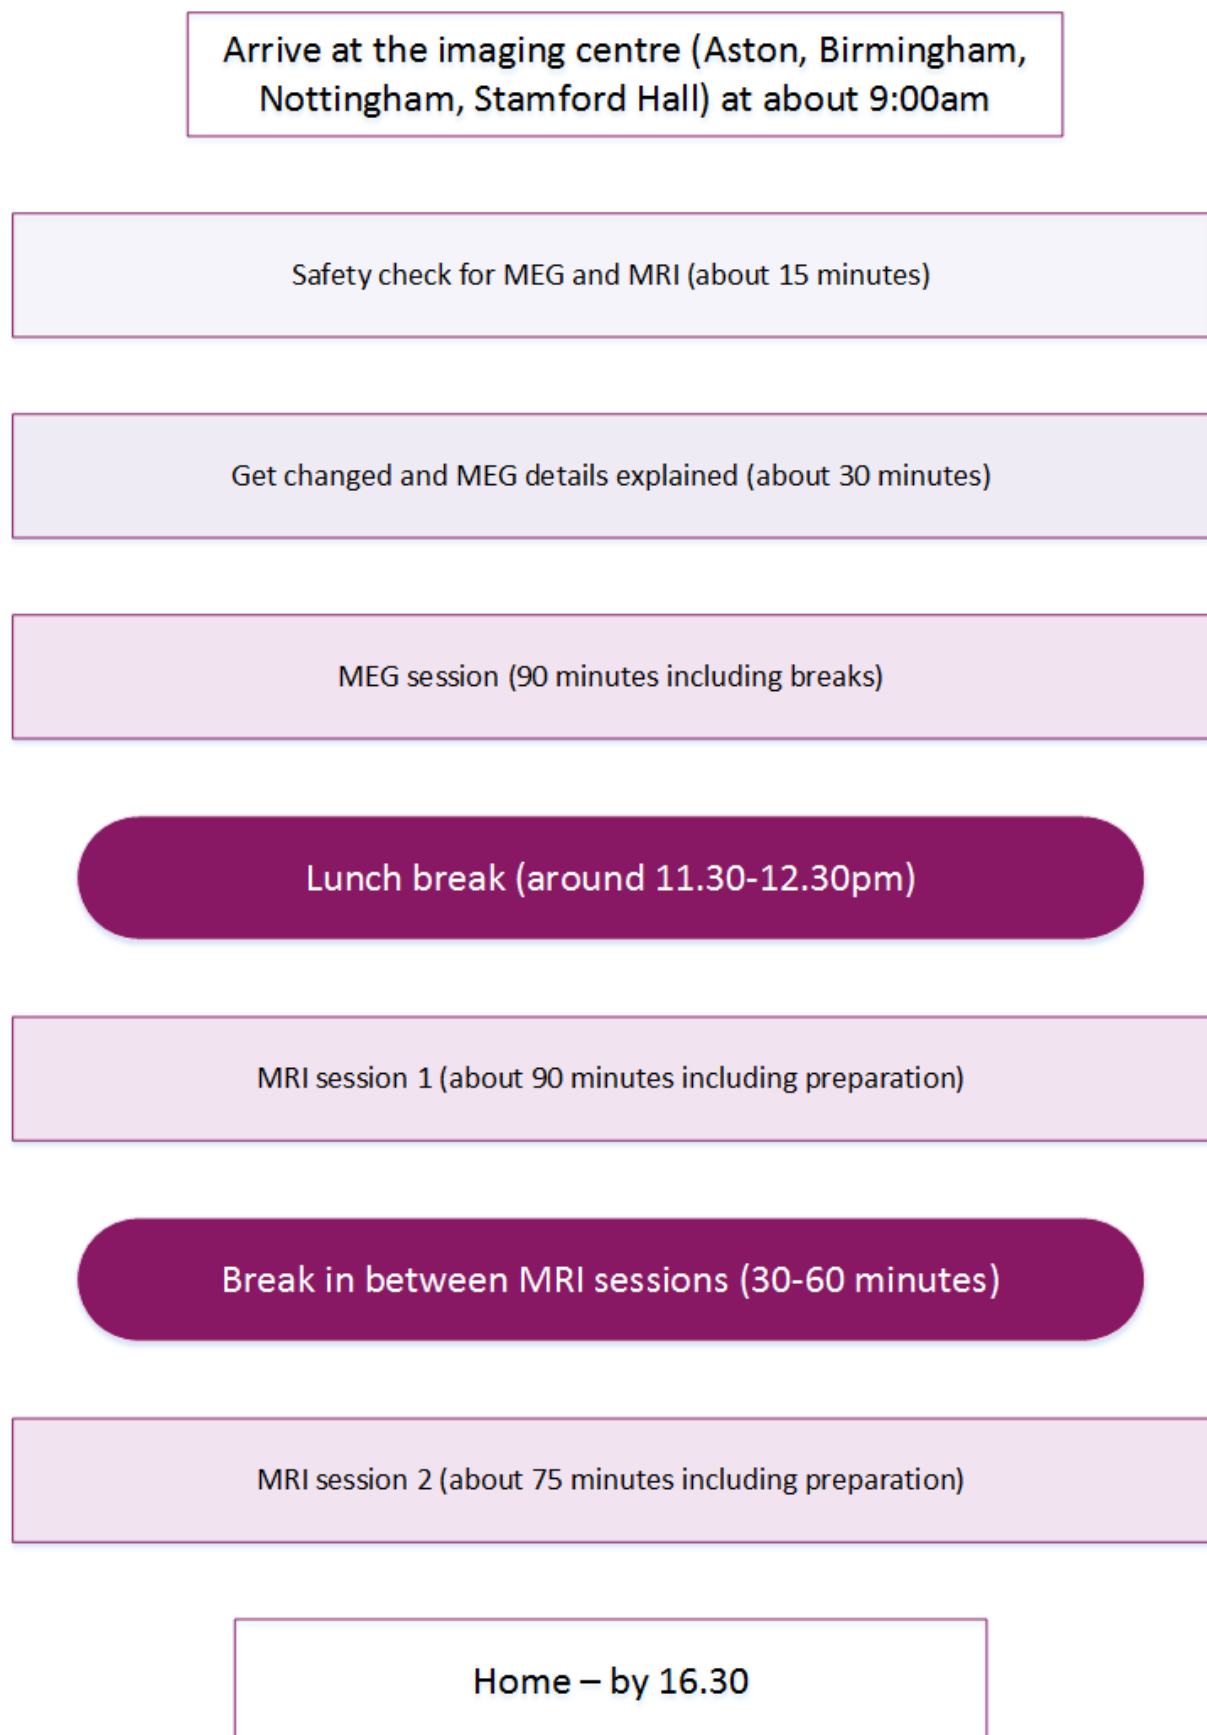 Arrive at the imaging centre (Aston, Birmingham,
Nottingham, Stamford Hall) at about 9:00am
Safety check for MEG and MRI (about 15 minutes)
Get changed and MEG details explained (about 30 minutes)
MEG session (90 minutes including breaks)
Lunch break (around 11.30-12.30pm)
MRI session 1 (about 90 minutes including preparation)
Break in between MRI sessions (30-60 minutes)
MRI session 2 (about 75 minutes including preparation)
Home – by 16.30